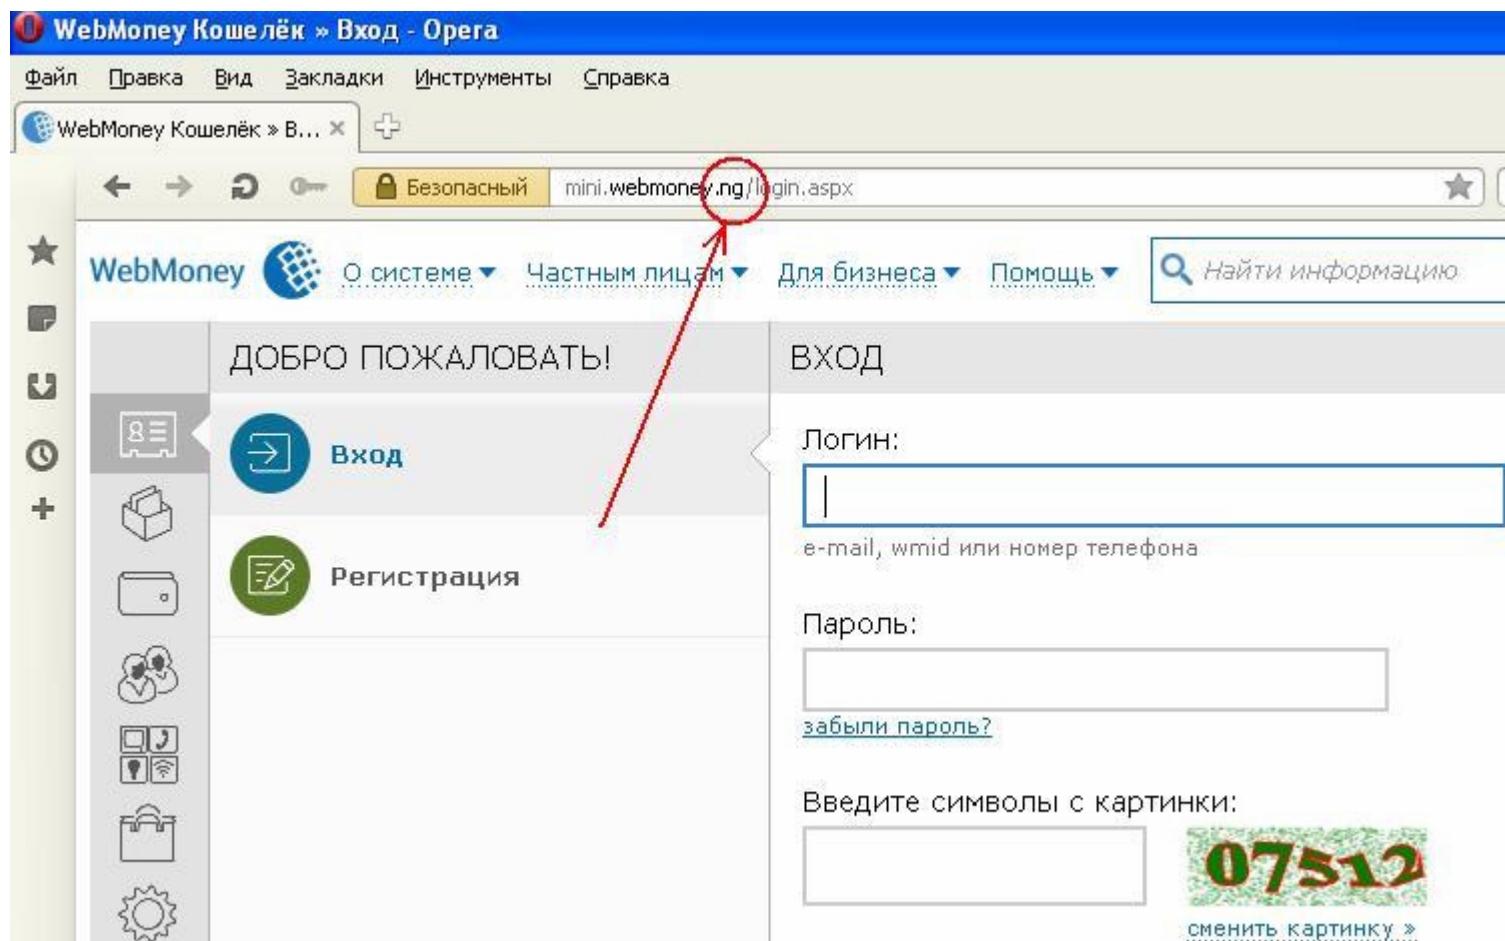 WebMoney Кошелёк » Вход - Opera
Файл Правка Вид Закладки Инструменты Справка
WebMoney Кошелёк » В...
Безопасный mini.webmoney.ng/login.aspx
WebMoney О системе Частным лицам Для бизнеса Помощь Найти информацию
ДОБРО ПОЖАЛОВАТЬ!
ВХОД
Вход
Регистрация
Логин:
e-mail, wmid или номер телефона
Пароль:
забыли пароль?
Введите символы с картинки:
07512
сменить картинку »